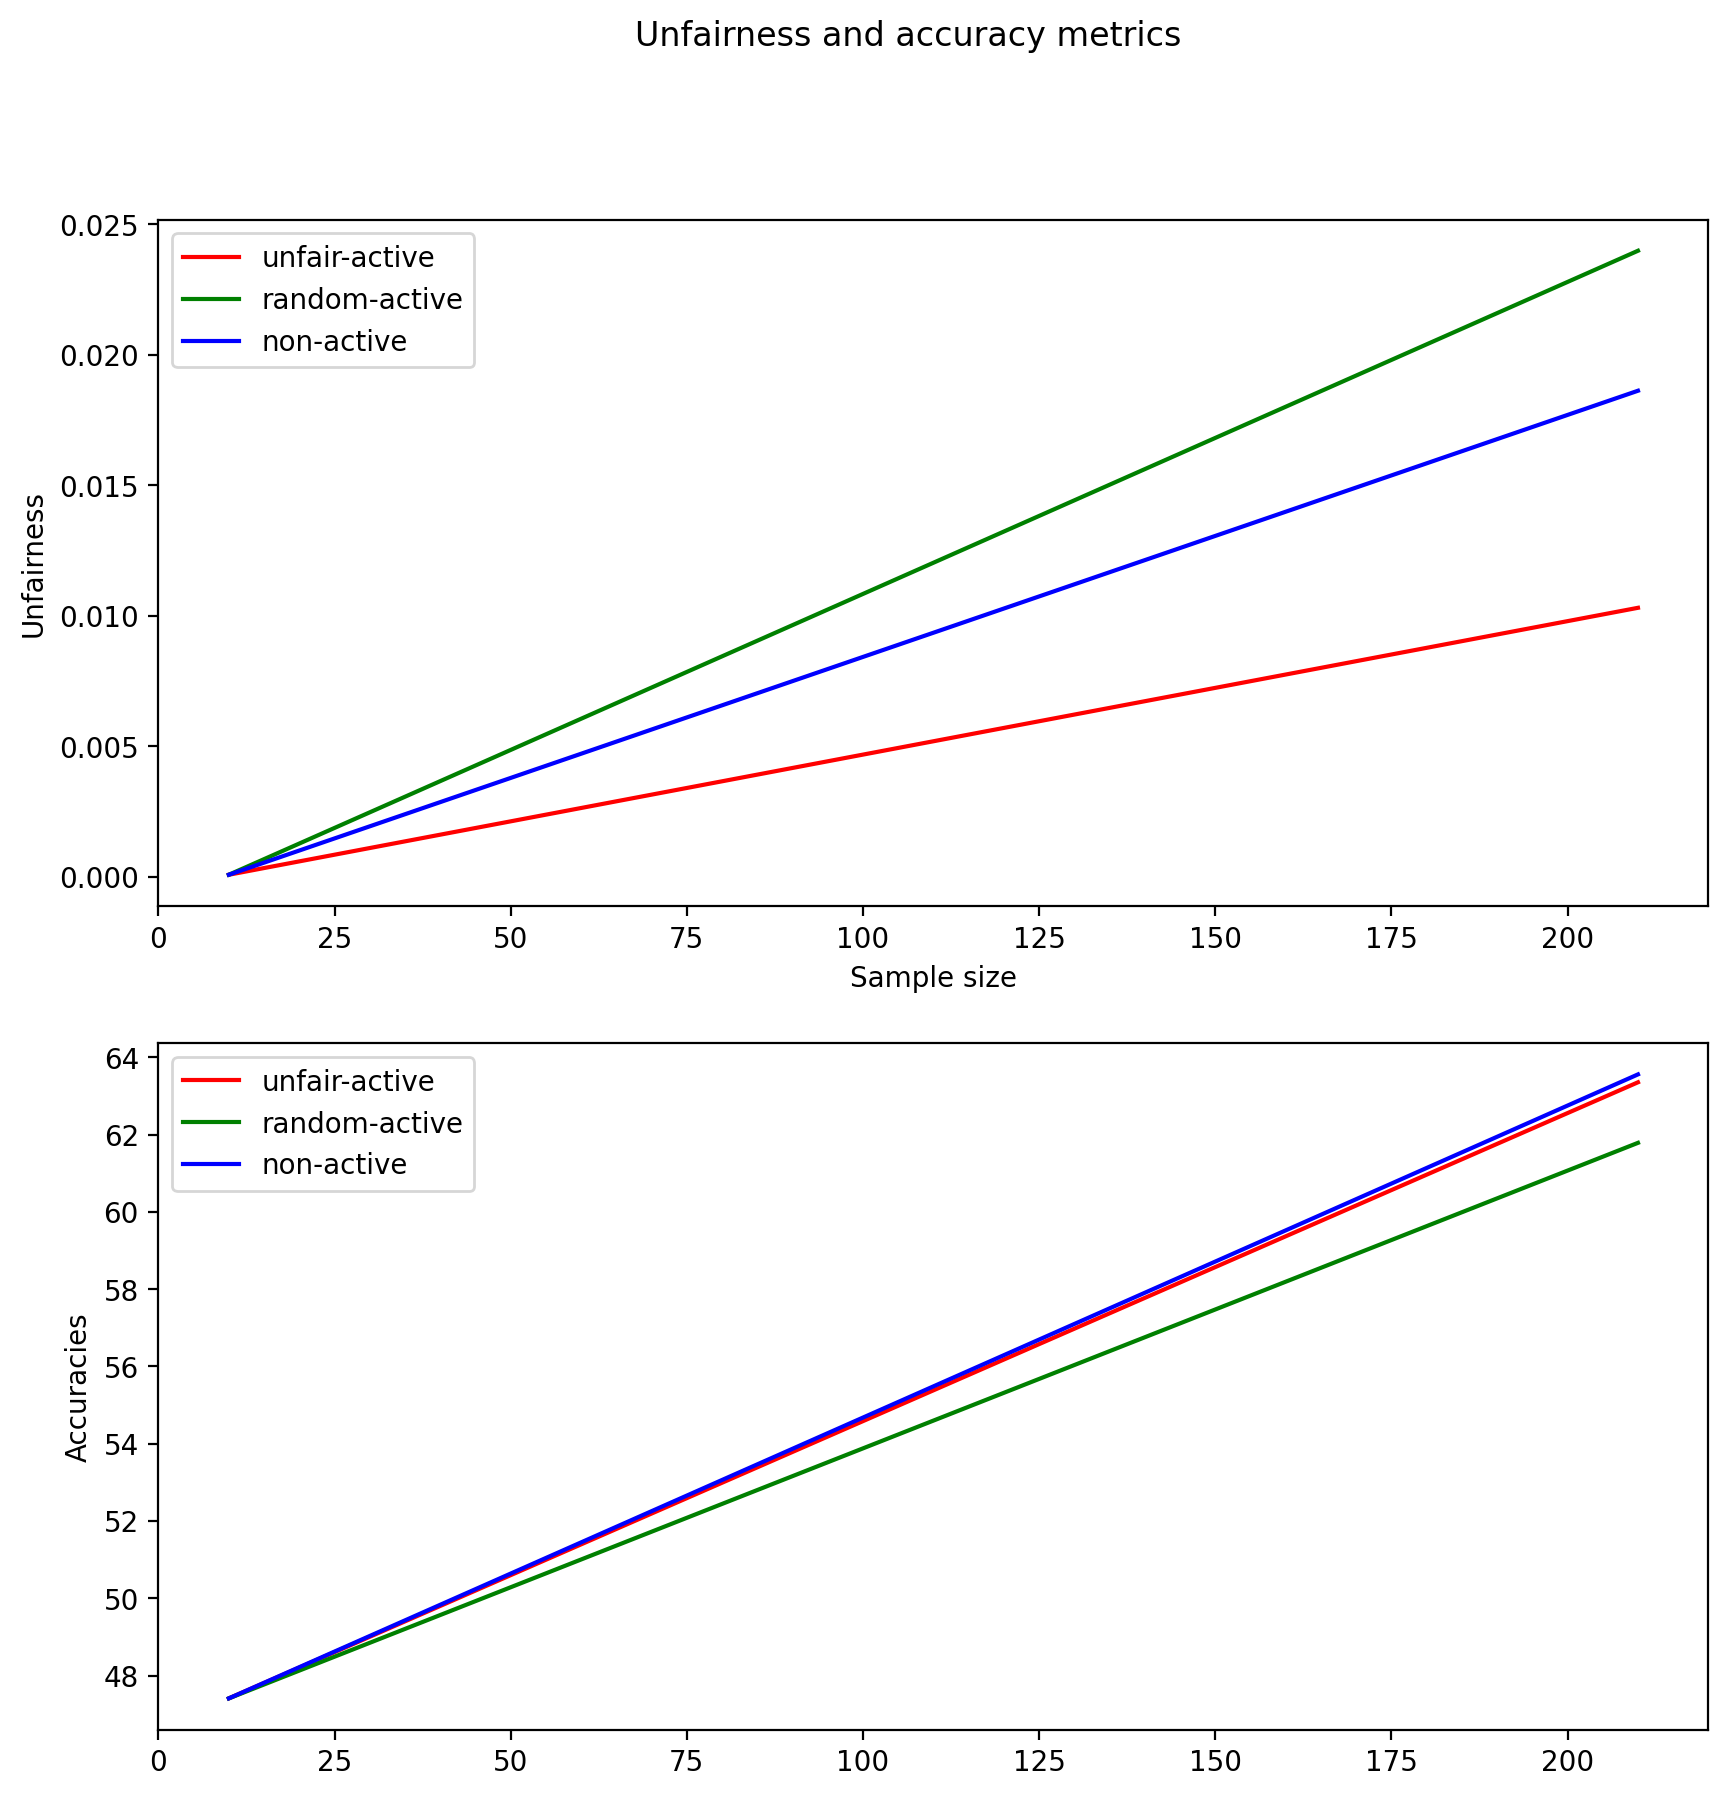 Unfairness and accuracy metrics
0.025
0.020
0.015
0.010
0.005
0.000
Unfairness
unfair-active
random-active
non-active
0 25 50 75 100 125 150 175 200
Sample size
64
62
60
58
56
54
52
50
48
Accuracies
unfair-active
random-active
non-active
0 25 50 75 100 125 150 175 200